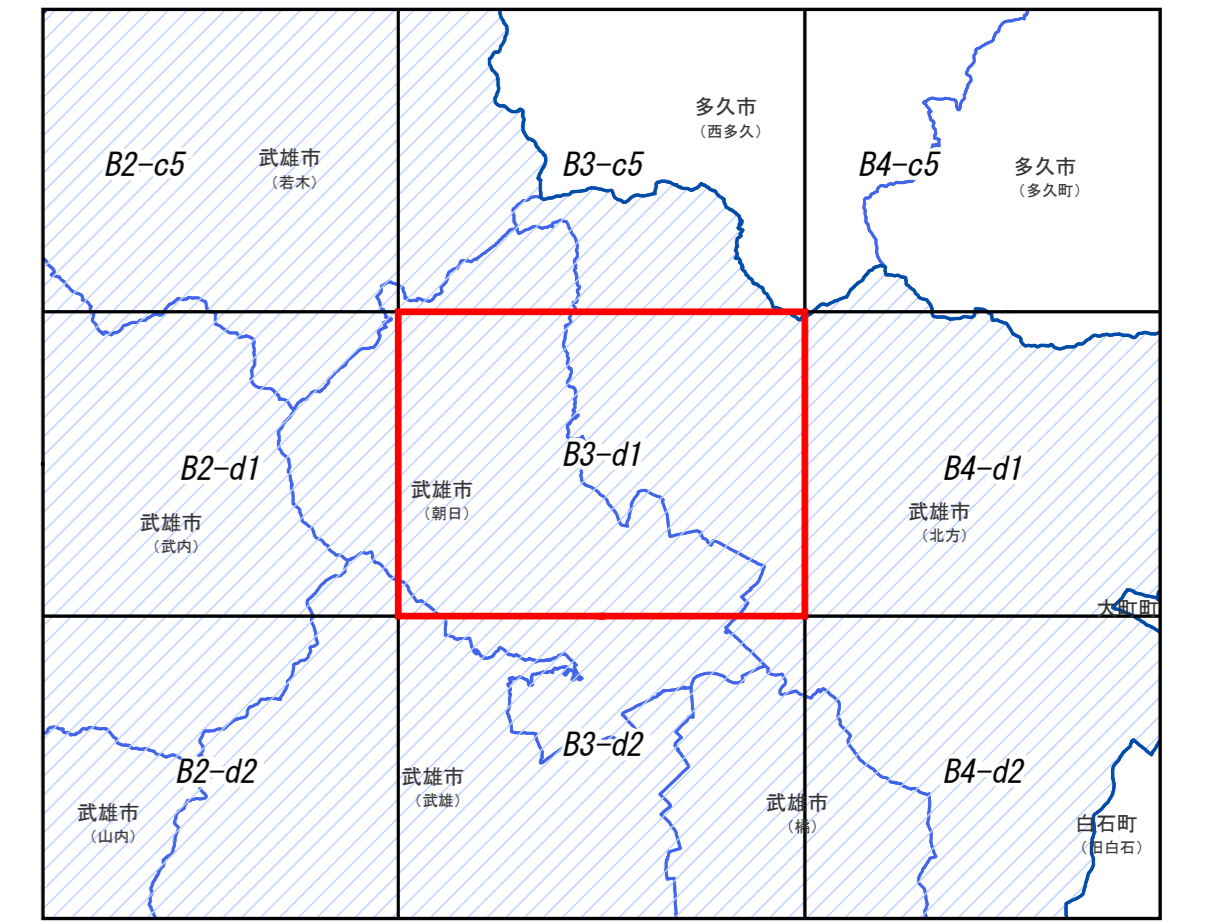 多久市
(西多久)
B2-c5
武雄市
(若木)
B3-c5
B4-c5
多久市
(多久町)
B2-d1
武雄市
(武内)
武雄市
(朝日)
B3-d1
B4-d1
武雄市
(北方)
大町町
B2-d2
武雄市
(山内)
武雄市
(武雄)
B3-d2
武雄市
(橘)
B4-d2
白石町
(旧白石)